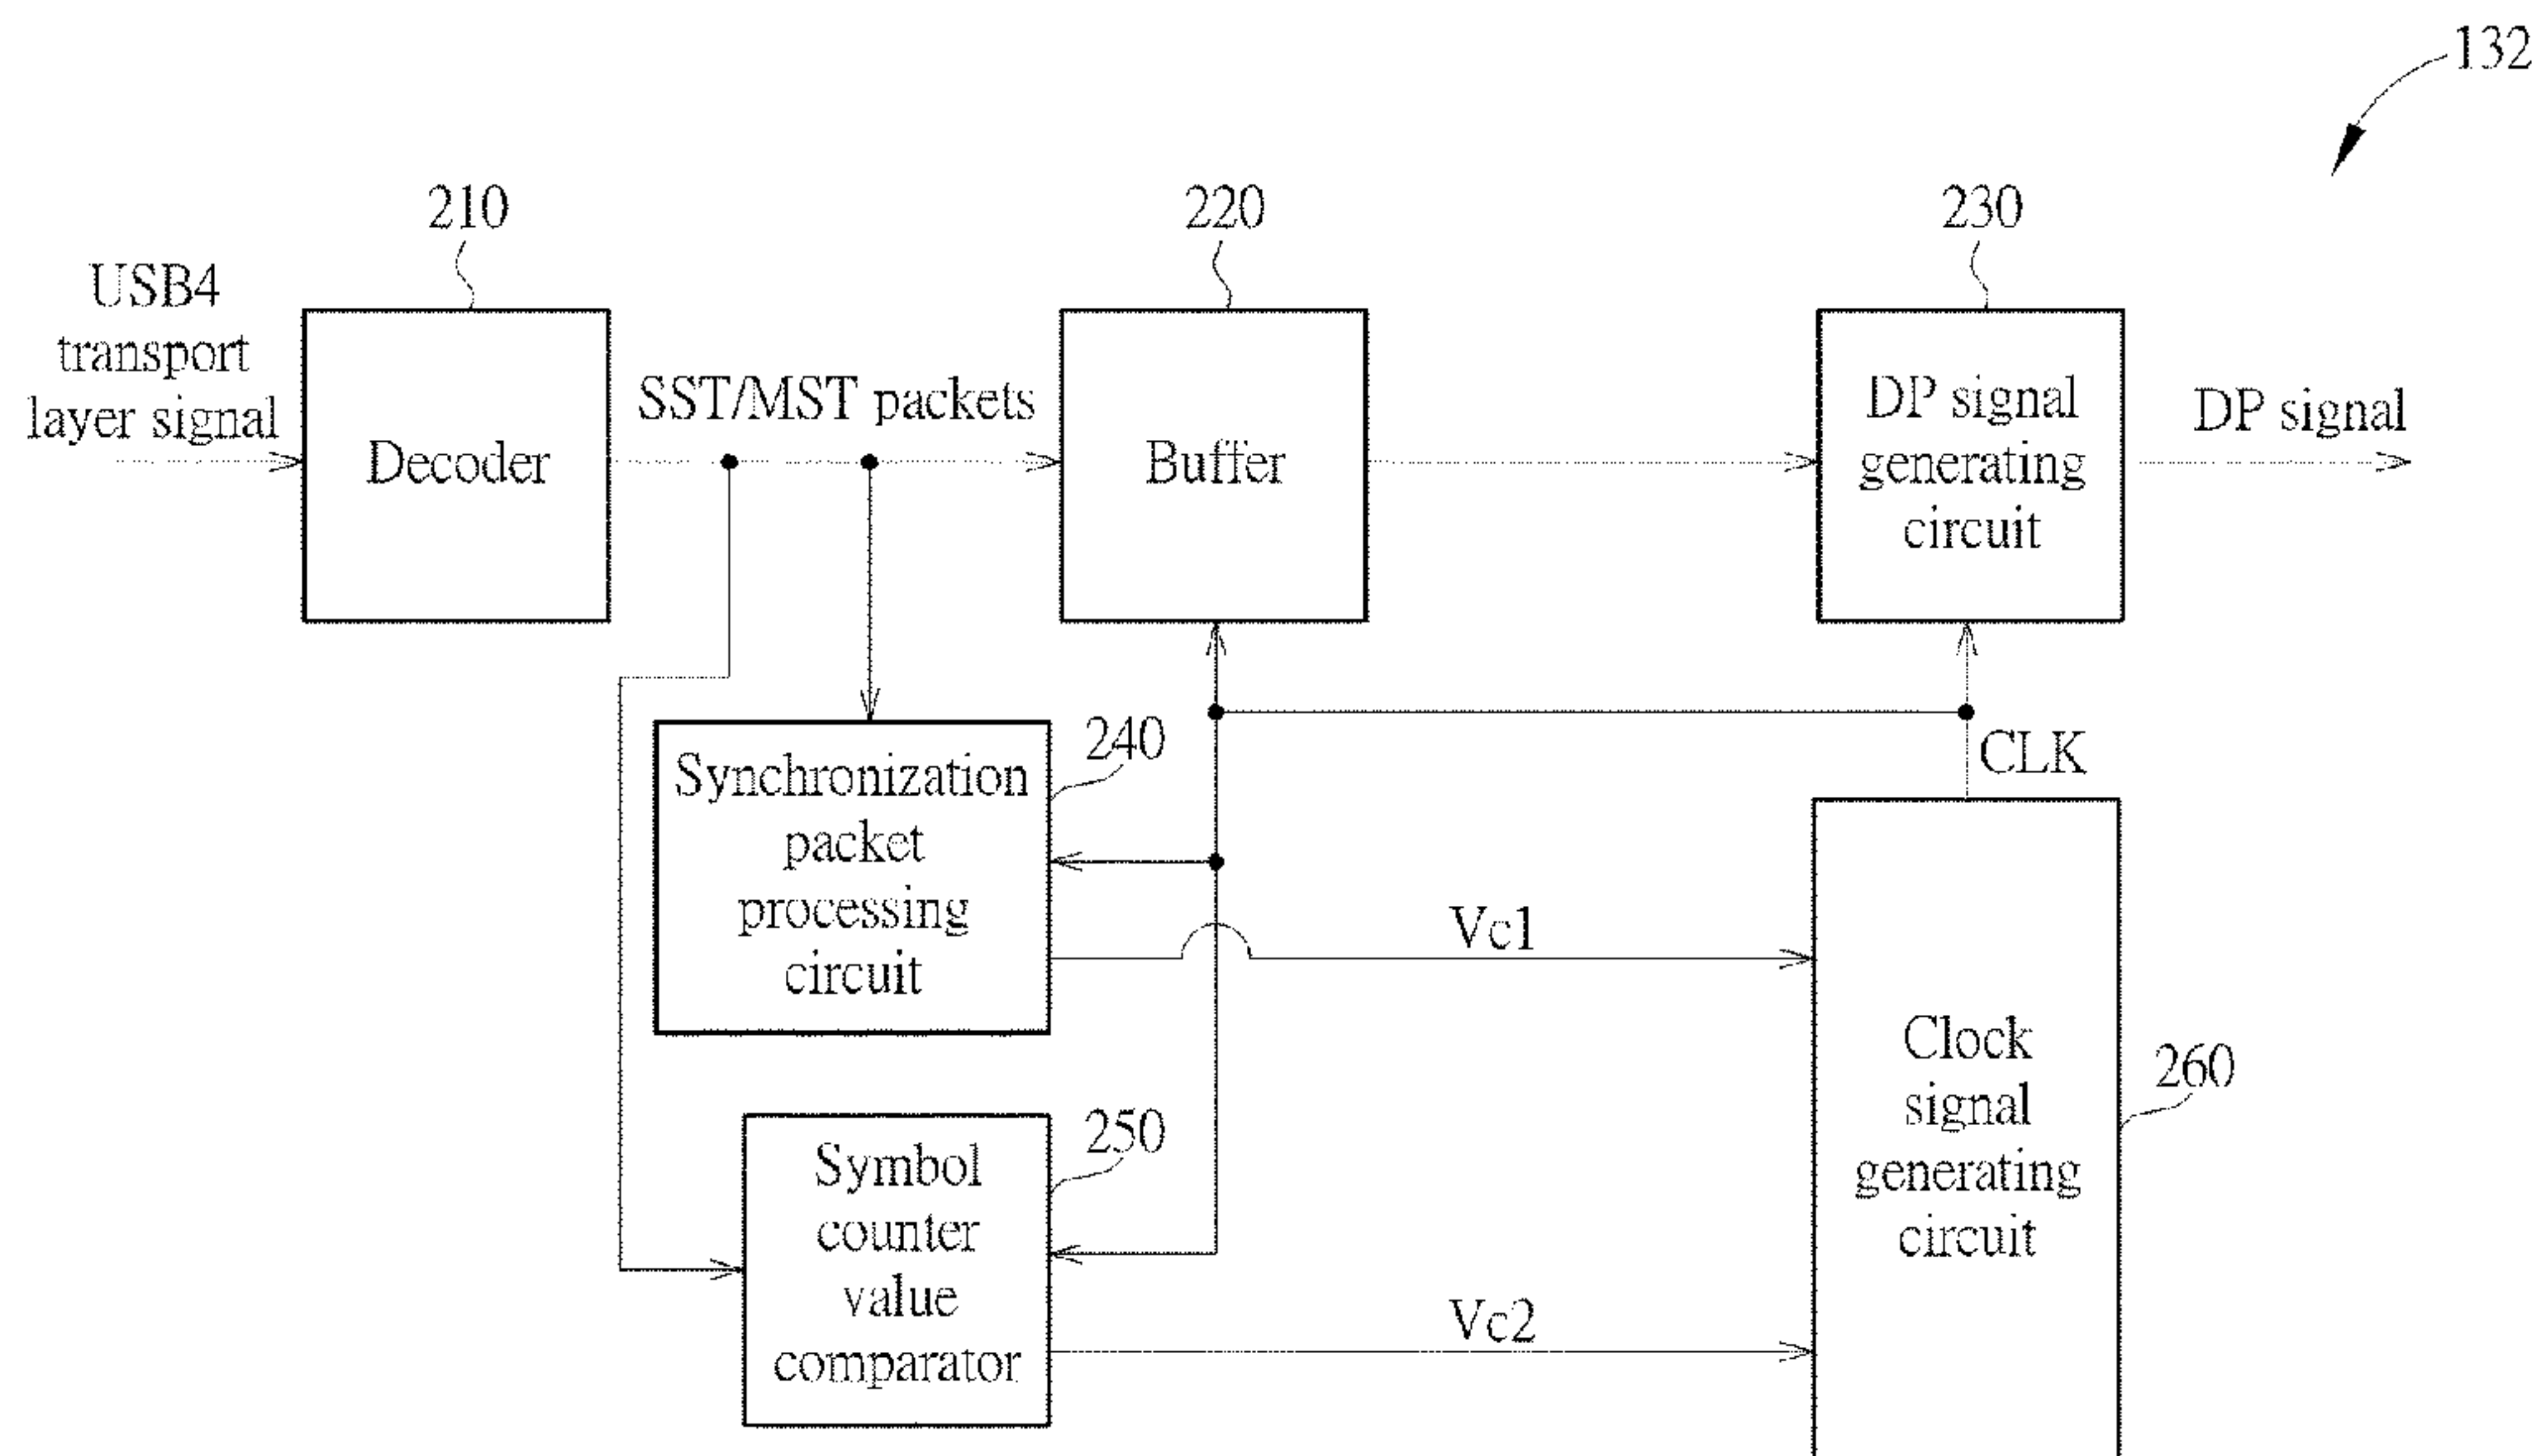 132
210
220
230
USB4
transport
layer signal
Decoder
SST/MST packets
Buffer
DP signal
generating
circuit
DP signal
Synchronization
packet
processing
circuit
240
CLK
Vc1
Symbol
counter
value
comparator
250
Vc2
Clock
signal
generating
circuit
260